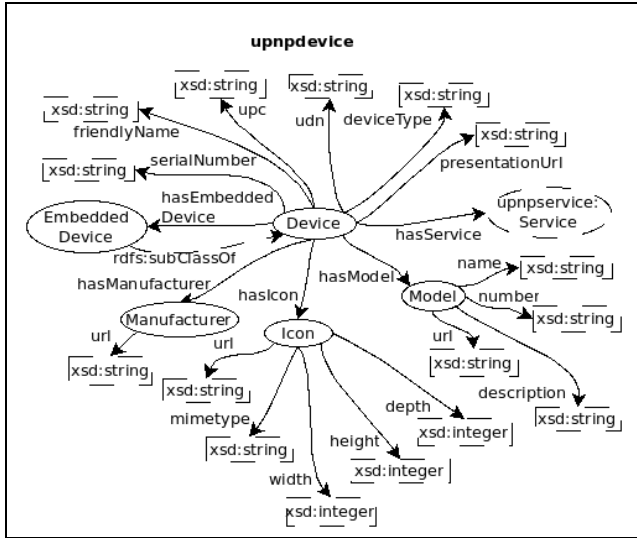 upnpdevice
xsd:string
xsd:string
xsd:string
xsd:string
upc
udn
deviceType
friendlyName
xsd:string
serialNumber
presentationUrl
xsd:string
hasEmbedded
Device
Embedded
Device
Device
upnpservice:
Service
hasService
rdfs:subClassOf
hasManufacturer
hasIcon
hasModel
name
xsd:string
Model
number
xsd:string
Manufacturer
url
Icon
url
url
xsd:string
xsd:string
xsd:string
description
xsd:string
mimetype
xsd:string
depth
xsd:integer
height
xsd:integer
width
xsd:integer